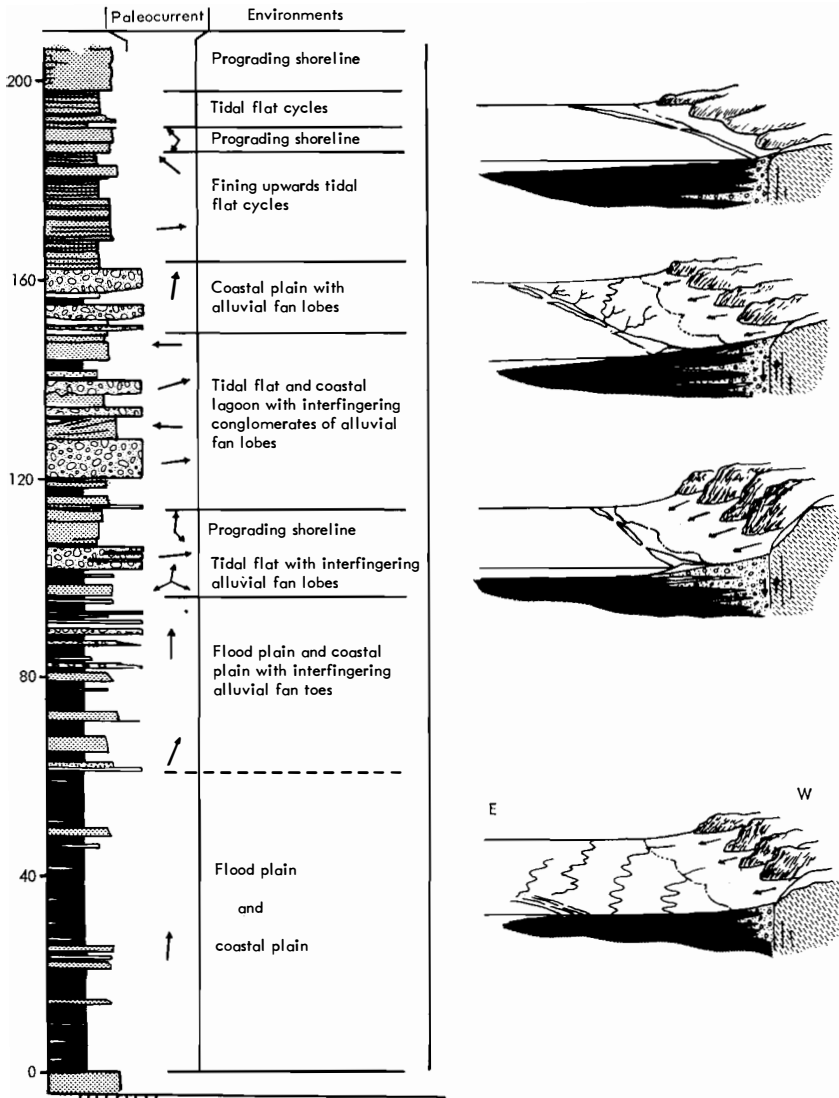 Paleocurrent Environments
Prograding shoreline
200
Tidal flat cycles
Prograding shoreline
Fining upwards tidal
flat cycles
160
Coastal plain with
alluvial fan lobes
Tidal flat and coastal
lagoon with interfingering
conglomerates of alluvial
fan lobes
120
Prograding shoreline
Tidal flat with interfingering
alluvial fan lobes
80
Flood plain and coastal
plain with interfingering
alluvial fan toes
E W
40
Flood plain
and
coastal plain
0